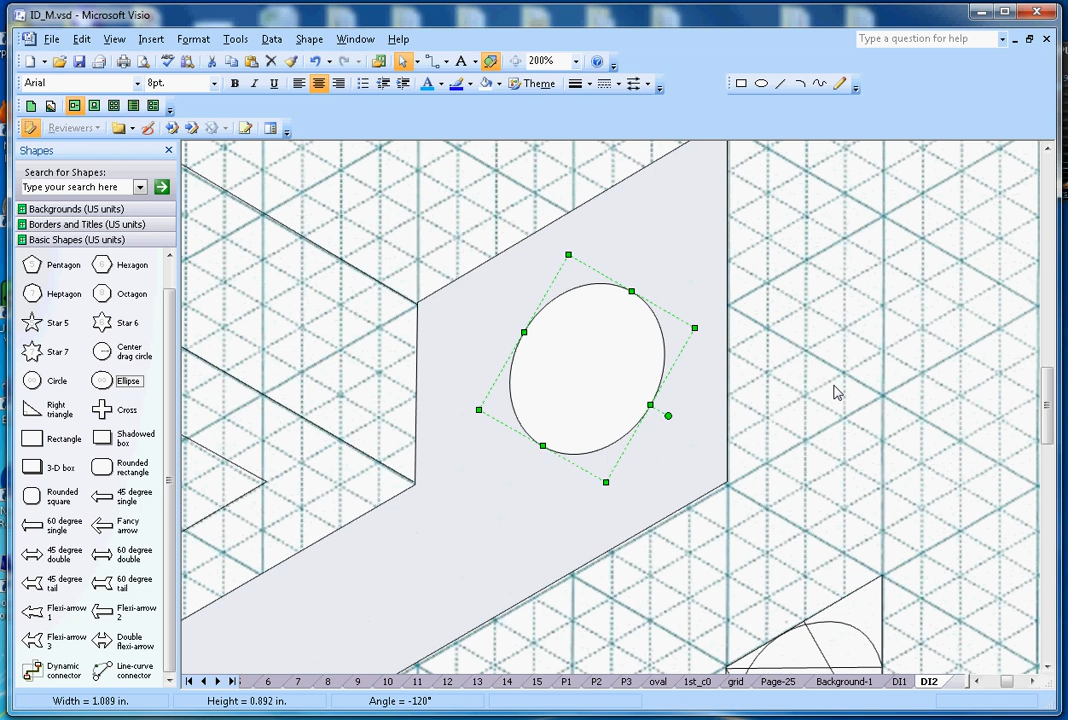 ID_M.vsd - Microsoft Visio
File Edit View Insert Format Tools Data Shape Window Help
Type a question for help
200%
Arial 8pt. B I U Theme
Reviewers
Shapes
Search for Shapes:
Type your search here
Backgrounds (US units)
Borders and Titles (US units)
Basic Shapes (US units)
Pentagon Hexagon
Heptagon Octagon
Star 5 Star 6
Star 7 Center drag circle
Circle Ellipse
Right triangle Cross
Rectangle Shadowed box
3-D box Rounded rectangle
Rounded square 45 degree single
60 degree single Fancy arrow
45 degree double 60 degree double
45 degree tail 60 degree tail
Flexi-arrow 1 Flexi-arrow 2
Flexi-arrow 3 Double flexi-arrow
Dynamic connector Line-curve connector
6 7 8 9 10 11 12 13 14 15 P1 P2 P3 oval 1st_c0 grid Page-25 Background-1 DI1 DI2
Width = 1.089 in. Height = 0.892 in. Angle = -120°